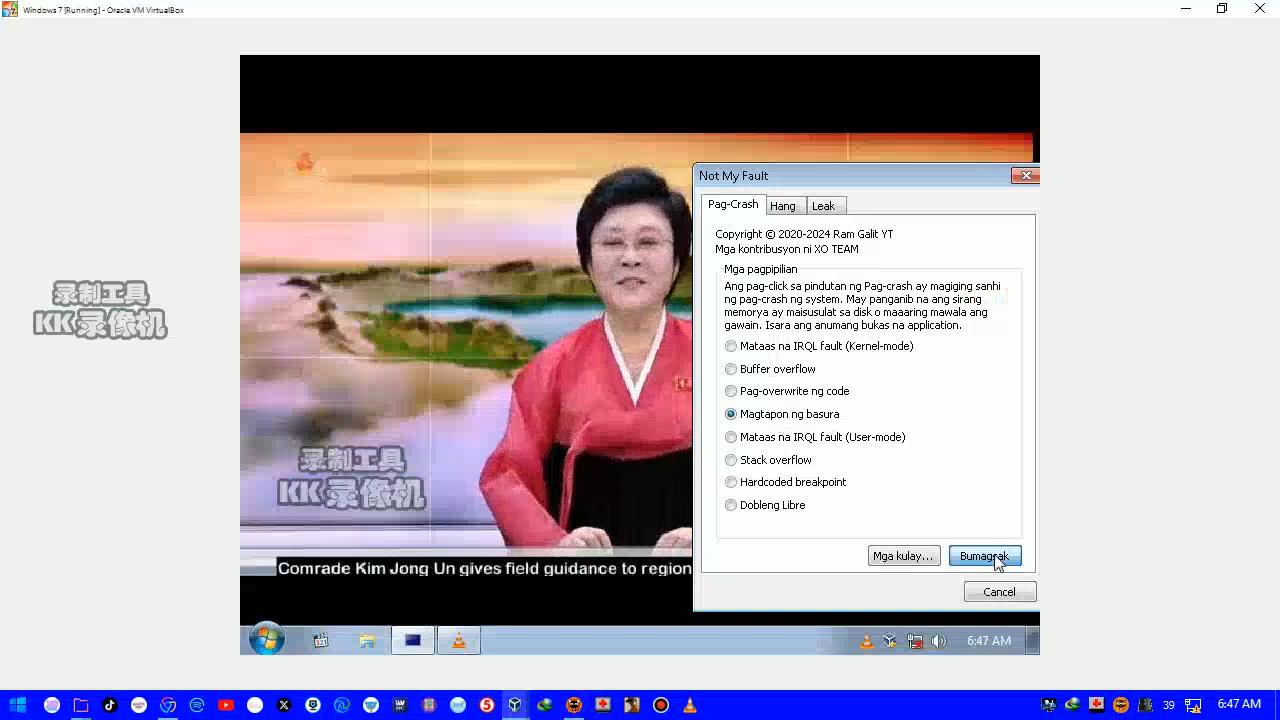 Windows 7 [Running] - Oracle VM VirtualBox
Not My Fault
Pag-Crash
Hang
Leak
Copyright © 2020-2024 Ram Galit YT
Mga kontribusyon ni XO TEAM
Mga pagpipilian
Ang pag-click sa pindutan ng Pag-crash ay magiging sanhi
ng pag-crash ng system. May panganib na ang sirang
memorya ay masusulat sa disk o maaaring mawala ang
gawain. Isara ang anumang bukas na application.
Mataas na IRQL fault (Kernel-mode)
Buffer overflow
Pag-overwrite ng code
Magtapon ng basura
Mataas na IRQL fault (User-mode)
Stack overflow
Hardcoded breakpoint
Dobleng Libre
Mga kulay...
Bumagsak
Cancel
录制工具
KK录像机
录制工具
KK录像机
Comrade Kim Jong Un gives field guidance to region
6:47 AM
39
6:47 AM